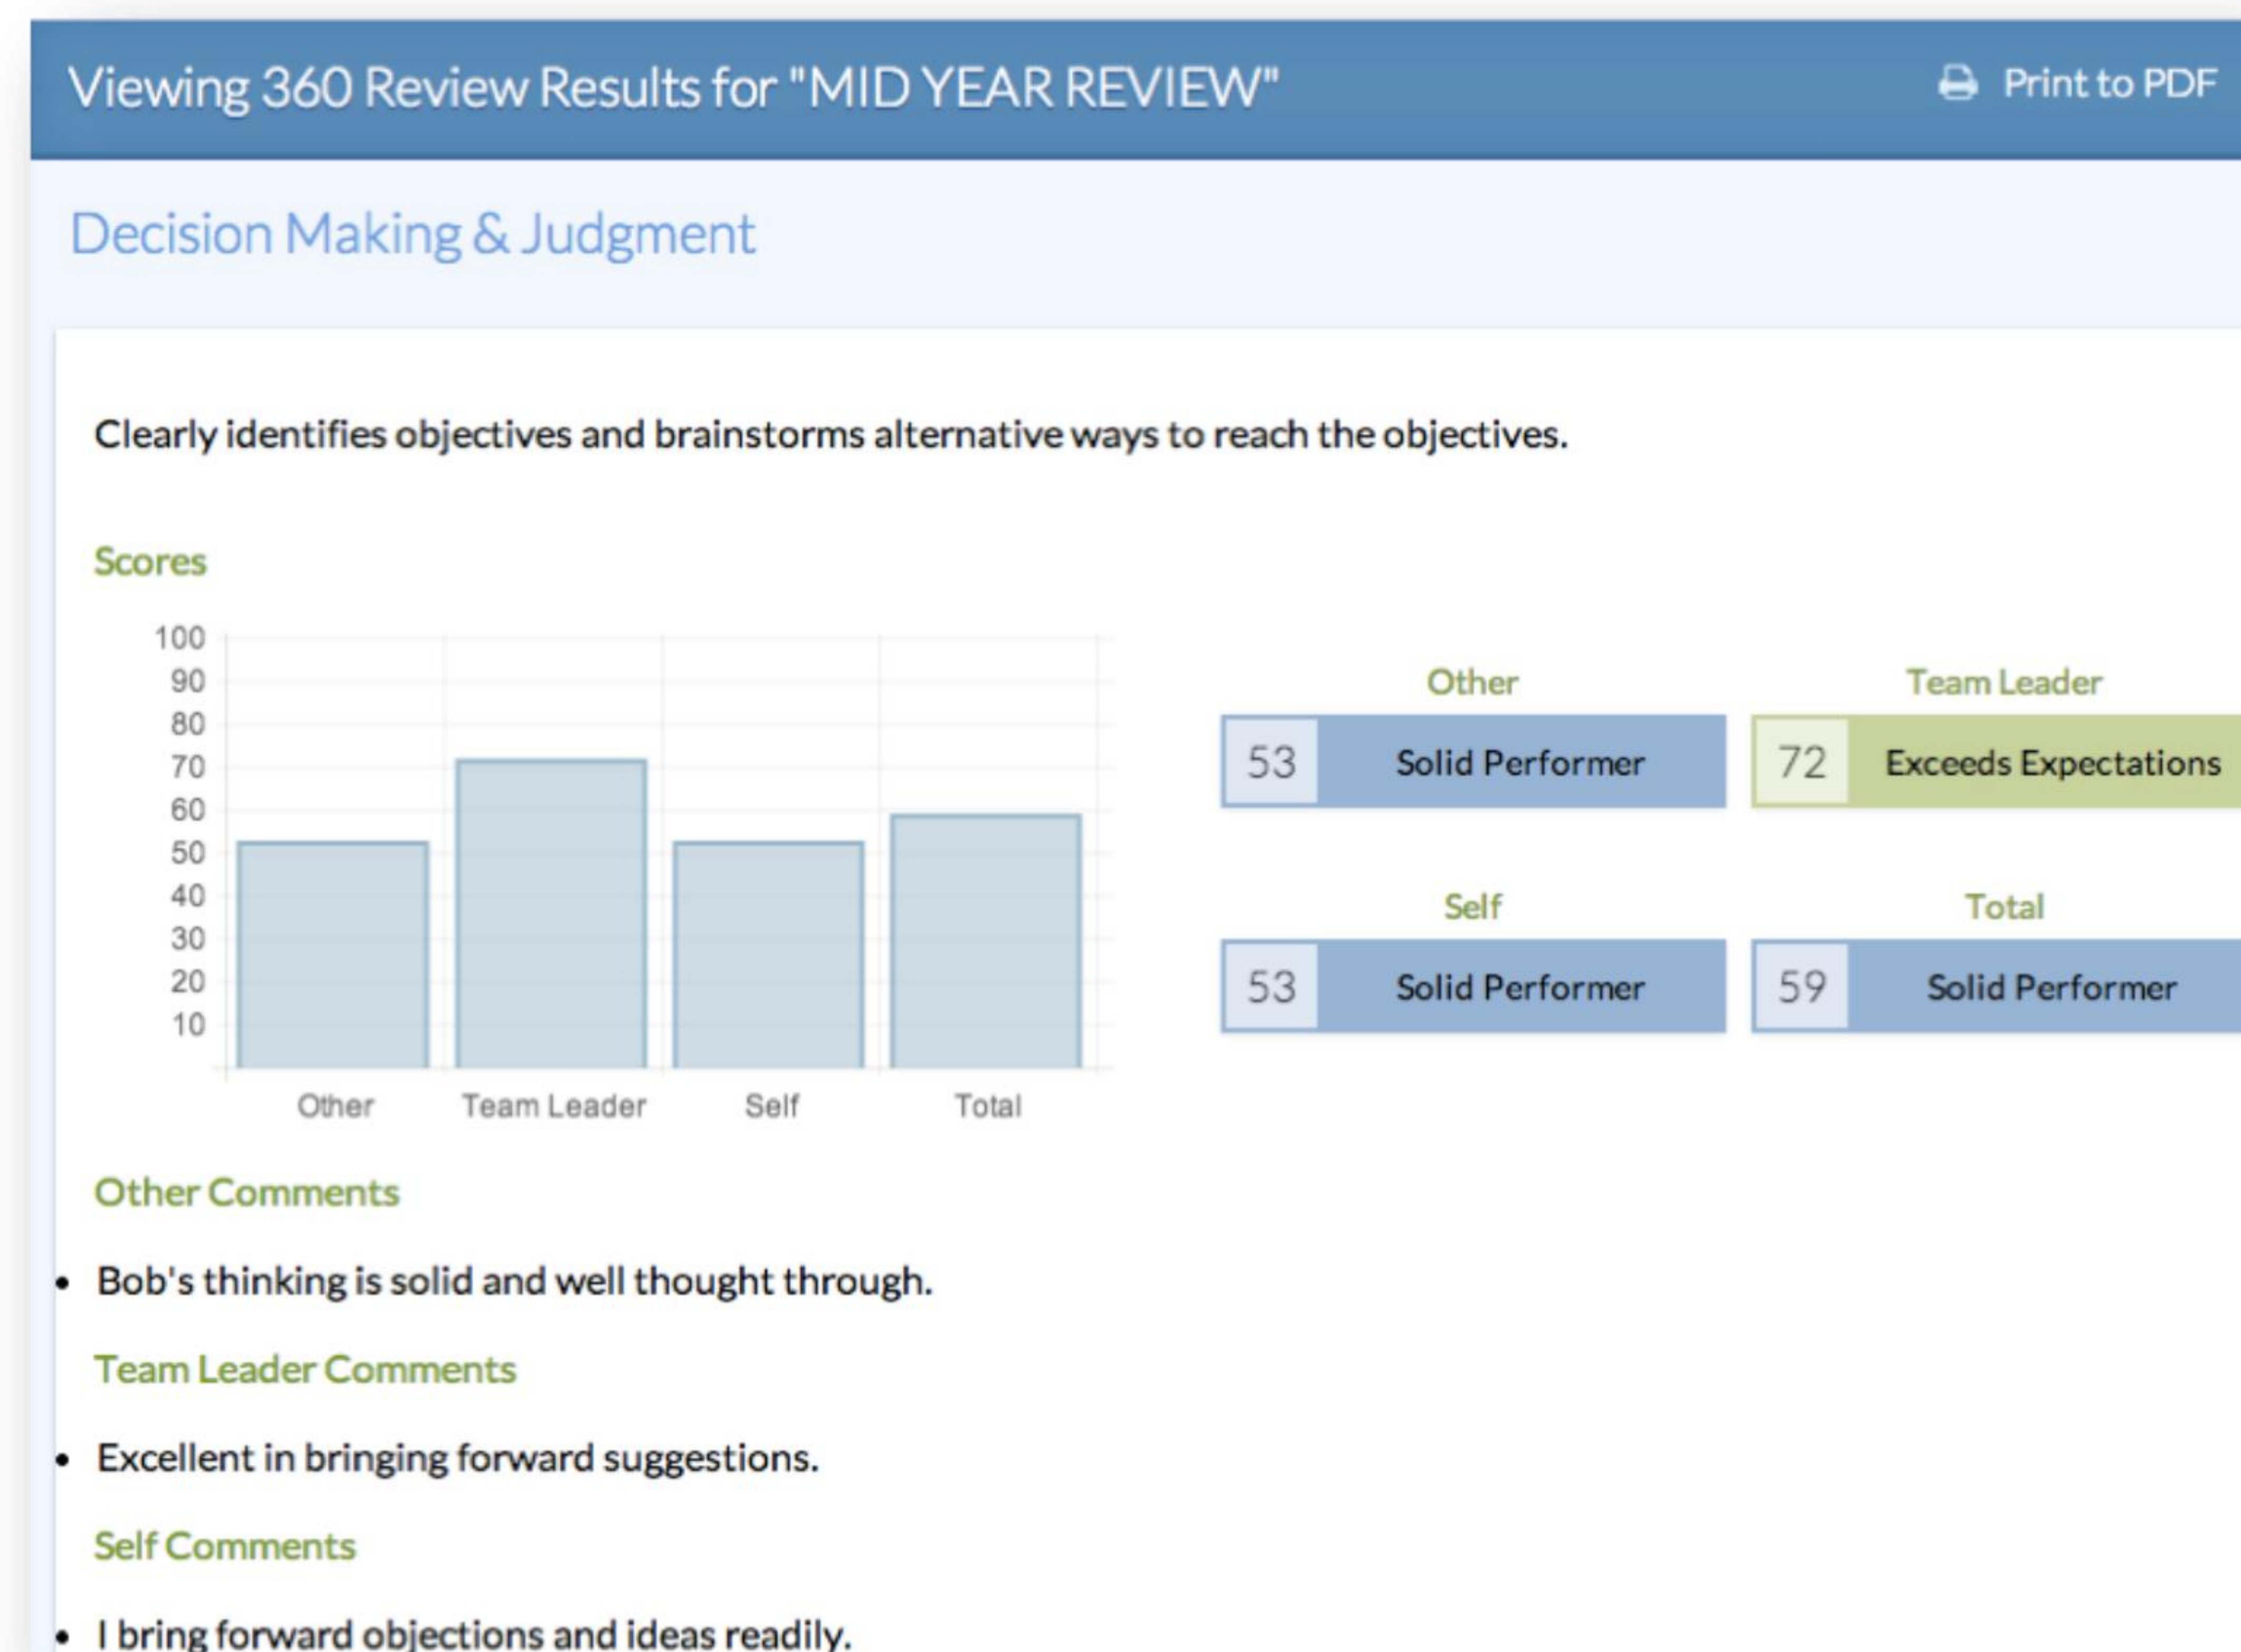 Viewing 360 Review Results for "MID YEAR REVIEW"
Print to PDF
Decision Making & Judgment
Clearly identifies objectives and brainstorms alternative ways to reach the objectives.
Scores
100
90
80
70
60
50
40
30
20
10
Other Team Leader Self Total
Other Team Leader
53 Solid Performer 72 Exceeds Expectations
Self Total
53 Solid Performer 59 Solid Performer
Other Comments
• Bob's thinking is solid and well thought through.
Team Leader Comments
• Excellent in bringing forward suggestions.
Self Comments
• I bring forward objections and ideas readily.